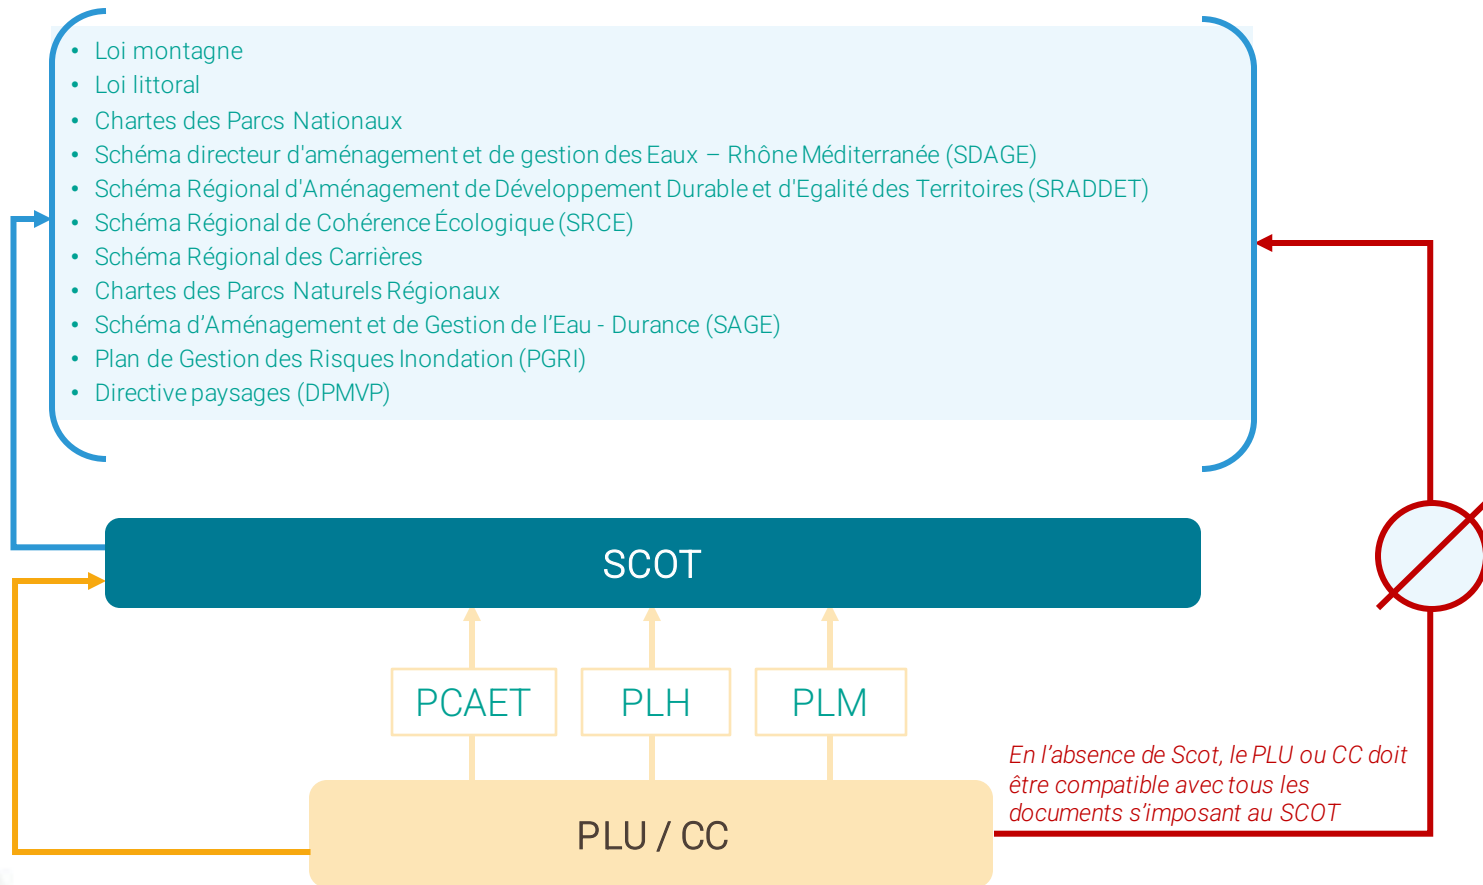 • Loi montagne
• Loi littoral
• Chartes des Parcs Nationaux
• Schéma directeur d'aménagement et de gestion des Eaux – Rhône Méditerranée (SDAGE)
• Schéma Régional d'Aménagement de Développement Durable et d'Egalité des Territoires (SRADDET)
• Schéma Régional de Cohérence Écologique (SRCE)
• Schéma Régional des Carrières
• Chartes des Parcs Naturels Régionaux
• Schéma d’Aménagement et de Gestion de l’Eau - Durance (SAGE)
• Plan de Gestion des Risques Inondation (PGRI)
• Directive paysages (DPMVP)
SCOT
PCAET
PLH
PLM
En l’absence de Scot, le PLU ou CC doit
être compatible avec tous les
documents s’imposant au SCOT
PLU / CC